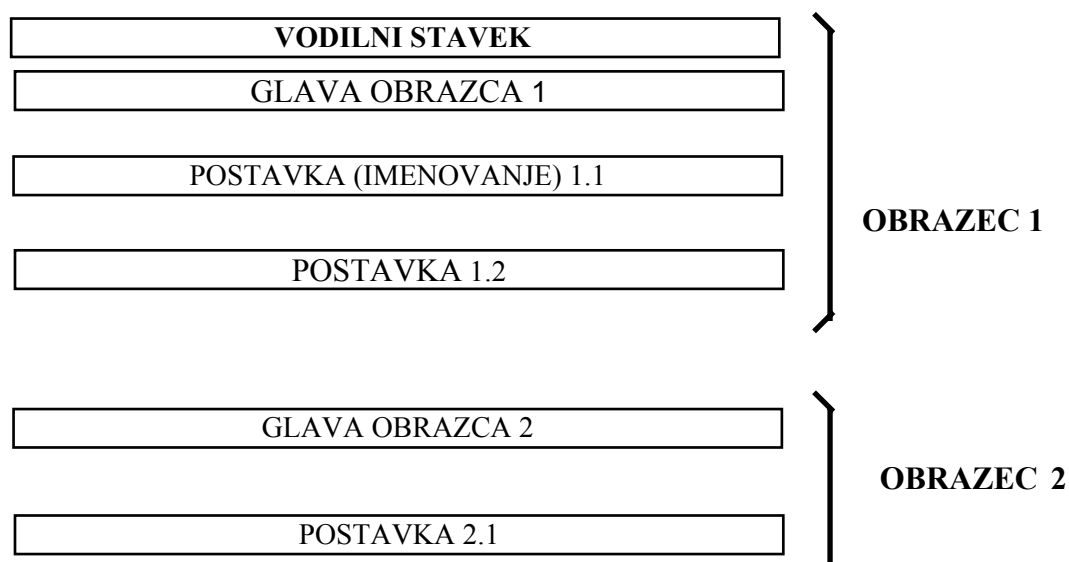 VODILNI STAVEK
GLAVA OBRAZCA 1
POSTAVKA (IMENOVANJE) 1.1
OBRAZEC 1
POSTAVKA 1.2
GLAVA OBRAZCA 2
OBRAZEC 2
POSTAVKA 2.1